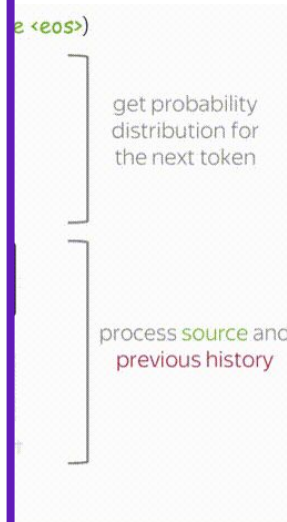 e <eos>)
get probability
distribution for
the next token
process source and
previous history